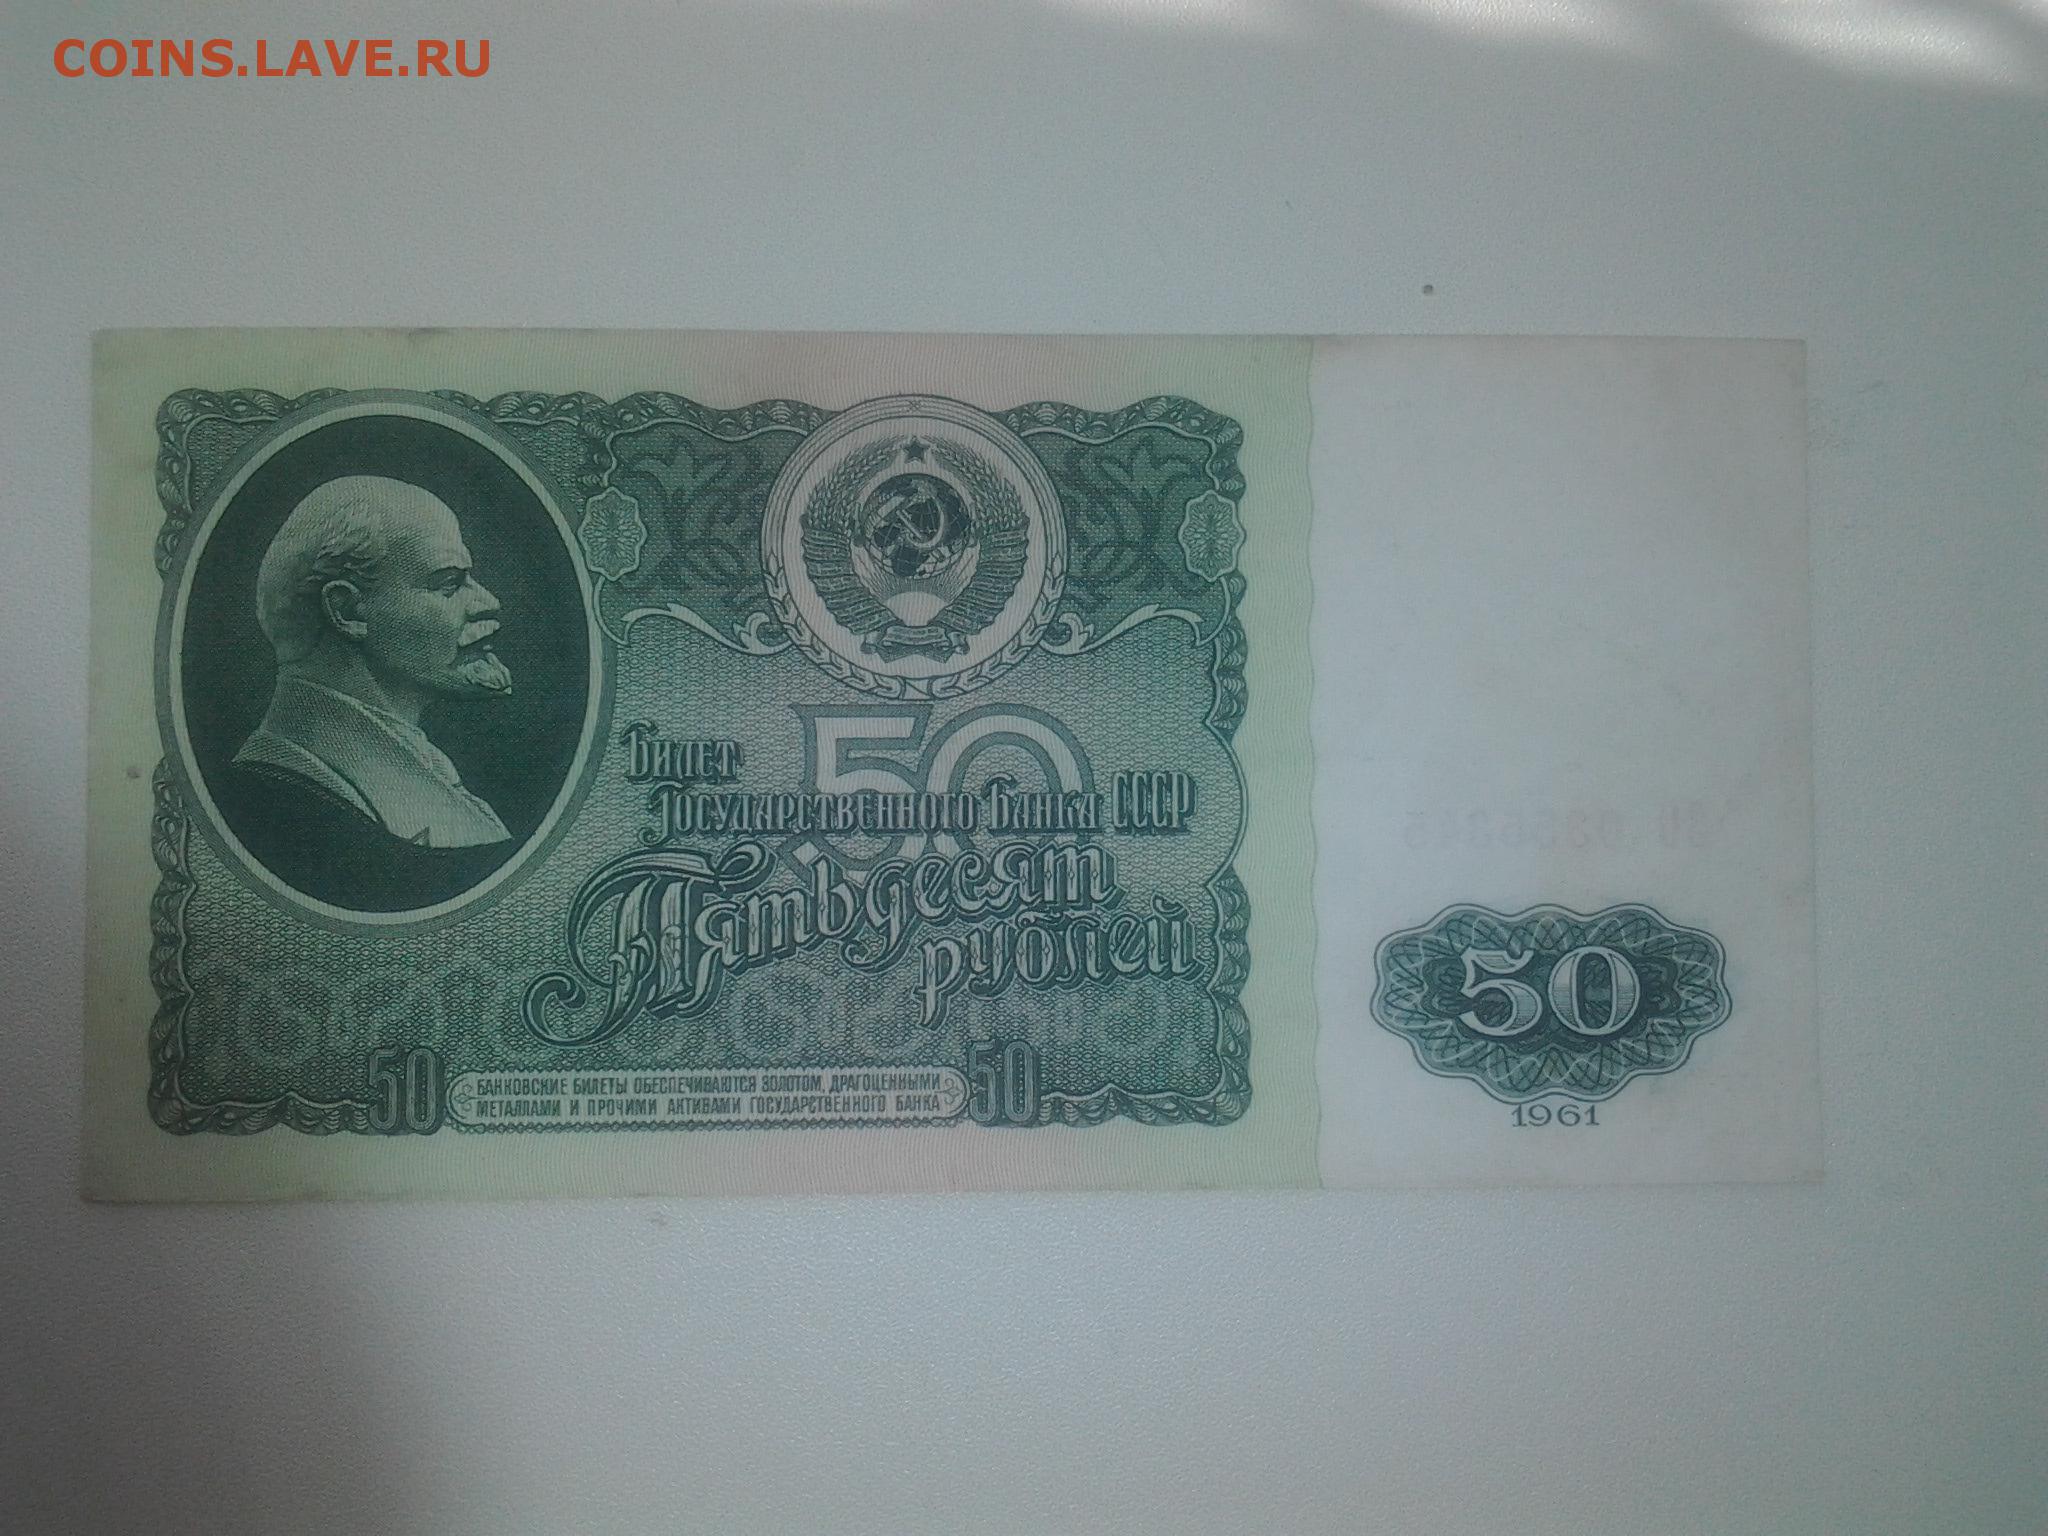 COINS.LAVE.RU
Билет
Государственного Банка СССР
50
Пятьдесят
рублей
50
БАНКОВСКИЕ БИЛЕТЫ ОБЕСПЕЧИВАЮТСЯ ЗОЛОТОМ, ДРАГОЦЕННЫМИ
МЕТАЛЛАМИ И ПРОЧИМИ АКТИВАМИ ГОСУДАРСТВЕННОГО БАНКА
50
50
1961